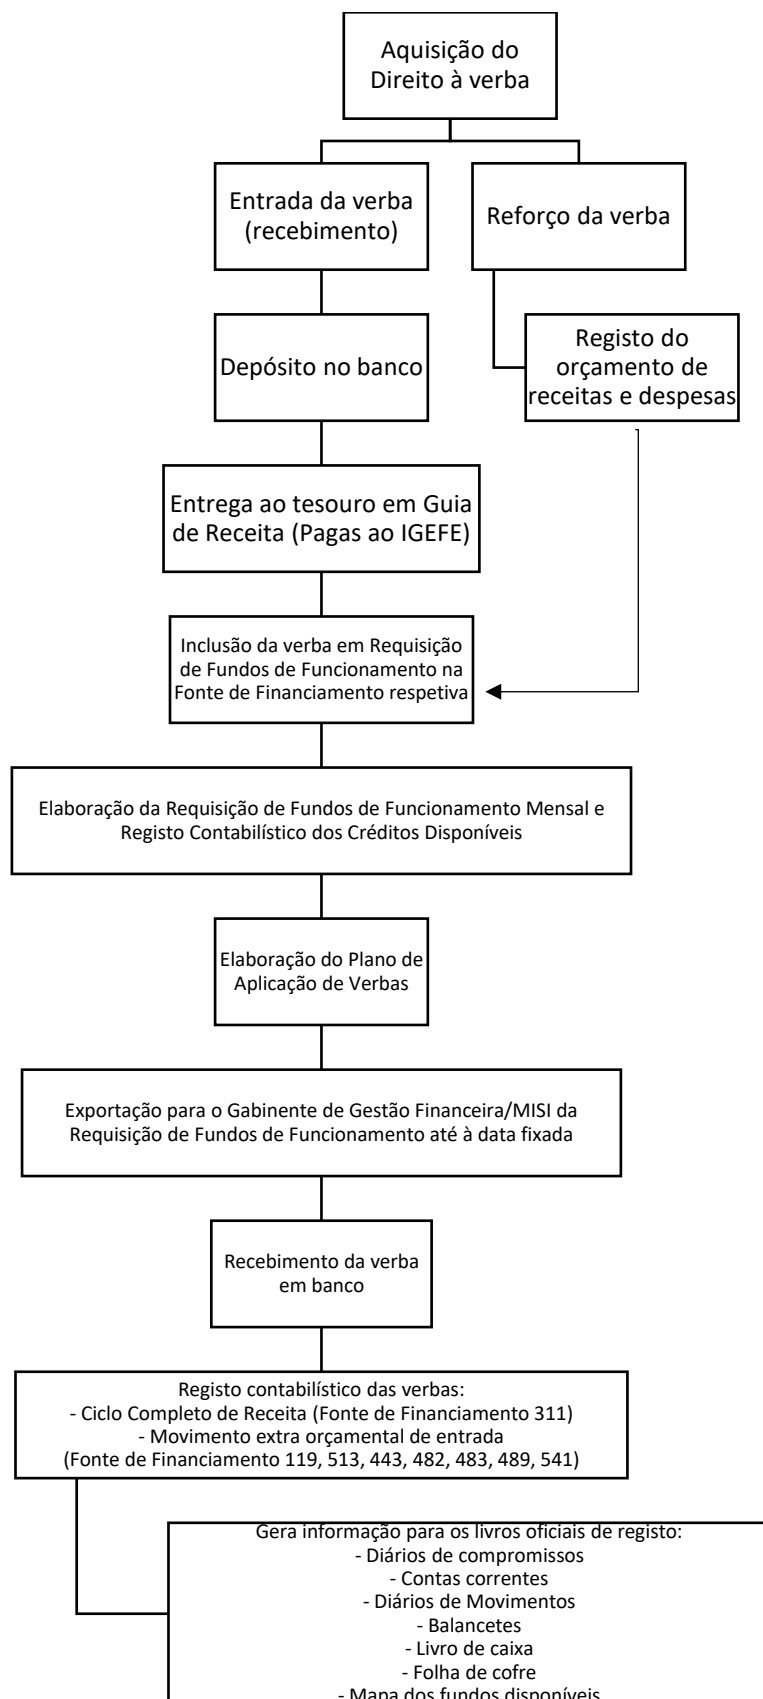 Aquisição do
Direito à verba
Entrada da verba
(recebimento)
Reforço da verba
Depósito no banco
Registo do
orçamento de
receitas e despesas
Entrega ao tesouro em Guia
de Receita (Pagas ao IGEFE)
Inclusão da verba em Requisição
de Fundos de Funcionamento na
Fonte de Financiamento respetiva
Elaboração da Requisição de Fundos de Funcionamento Mensal e
Registo Contabilístico dos Créditos Disponíveis
Elaboração do Plano de
Aplicação de Verbas
Exportação para o Gabinente de Gestão Financeira/MISI da
Requisição de Fundos de Funcionamento até à data fixada
Recebimento da verba
em banco
Registo contabilístico das verbas:
- Ciclo Completo de Receita (Fonte de Financiamento 311)
- Movimento extra orçamental de entrada
(Fonte de Financiamento 119, 513, 443, 482, 483, 489, 541)
Gera informação para os livros oficiais de registo:
- Diários de compromissos
- Contas correntes
- Diários de Movimentos
- Balancetes
- Livro de caixa
- Folha de cofre
- Mapa dos fundos disponíveis